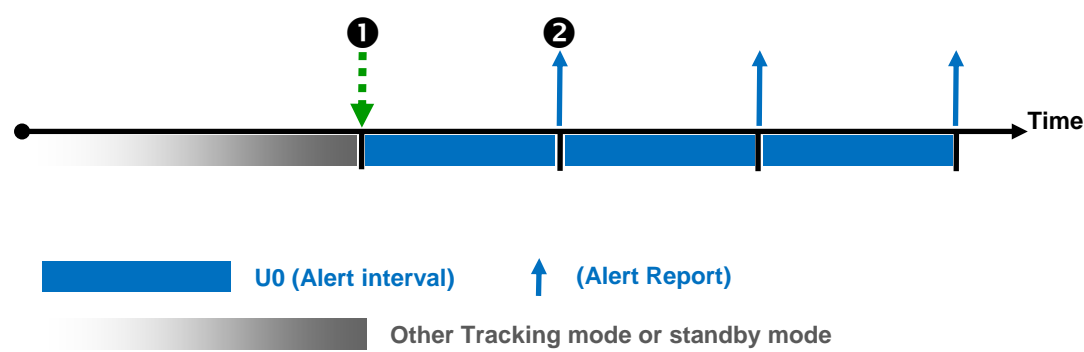 ❶ ❷
Time
U0 (Alert interval) (Alert Report)
Other Tracking mode or standby mode